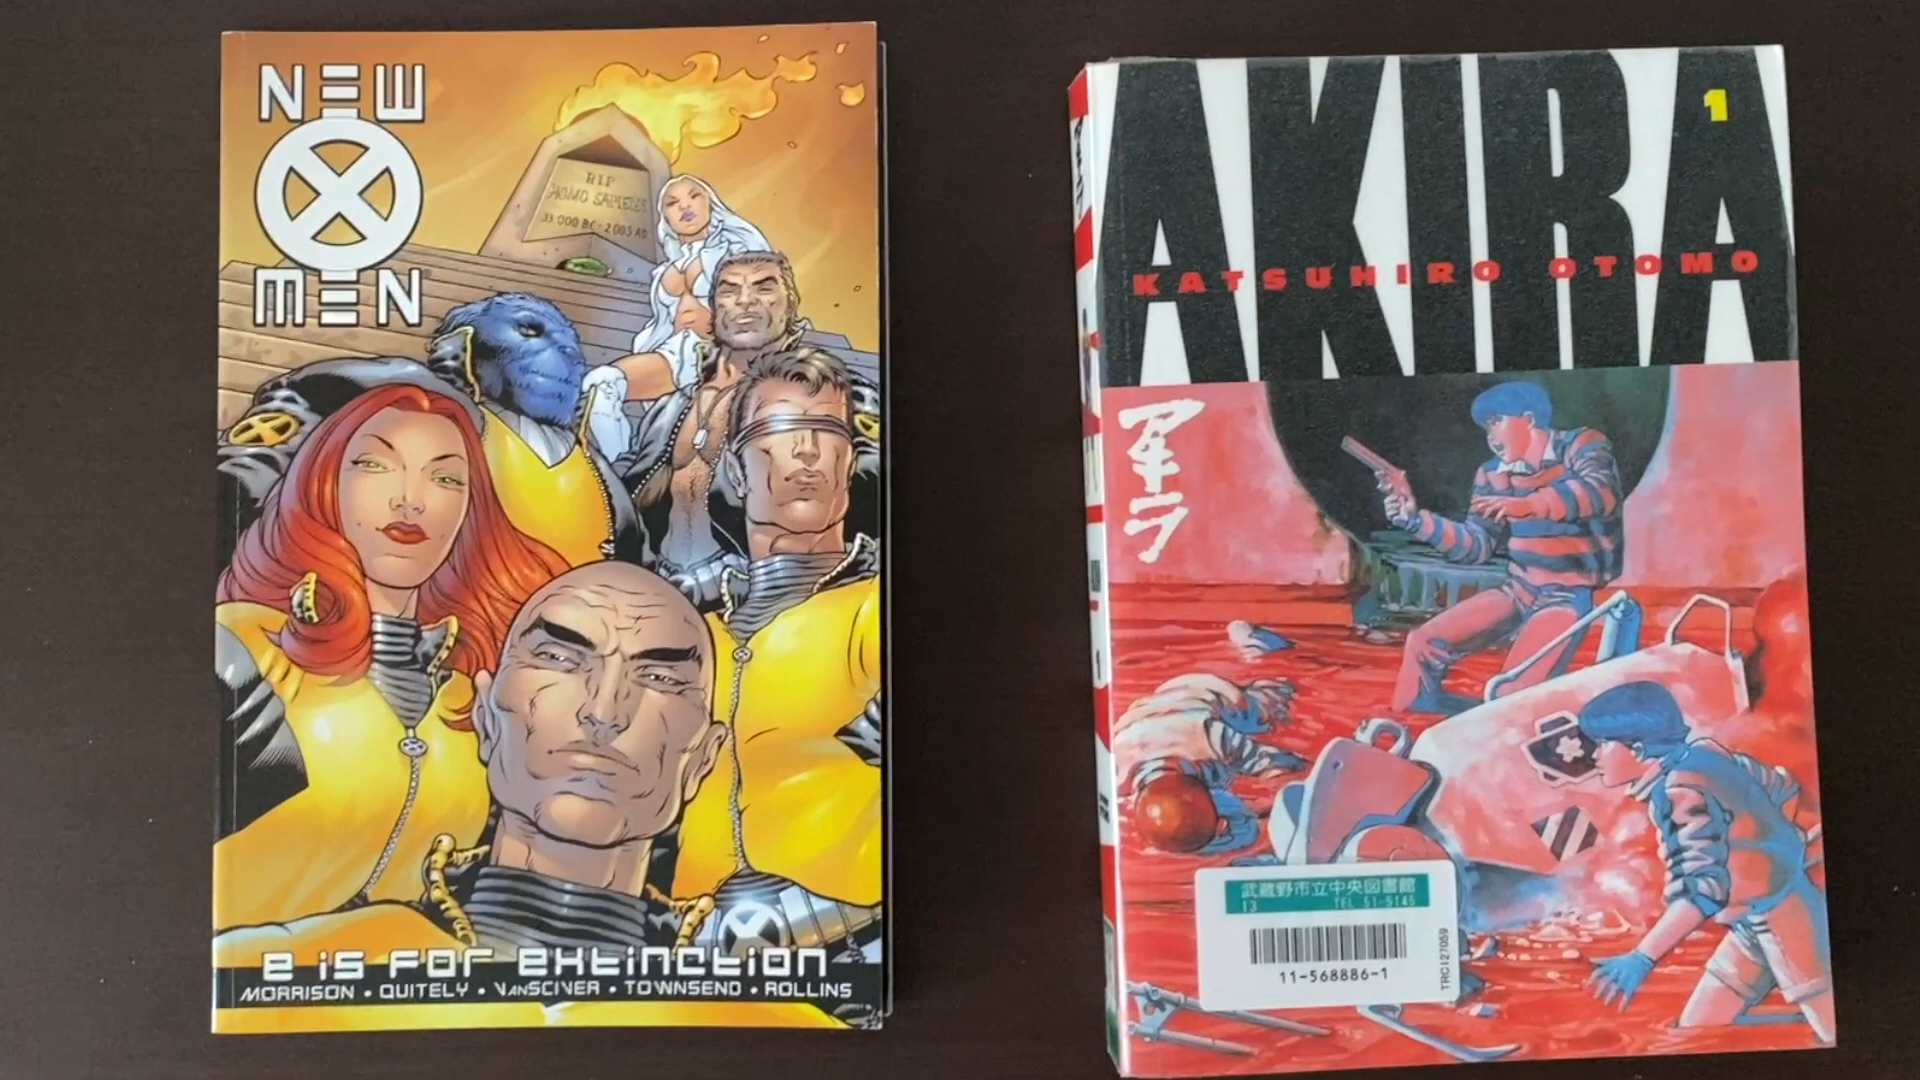 NEW
MEN
RIP
HOMO SAPIENS
33,000 BC - 2005 AD
E IS FOR EXTINCTION
MORRISON • QUITELY • VANSCIVER • TOWNSEND • ROLLINS
AKIRA
1
KATSUHIRO OTOMO
アキラ
武蔵野市立中央図書館
13 TEL 51-5145
11-568886-1
TRC127059